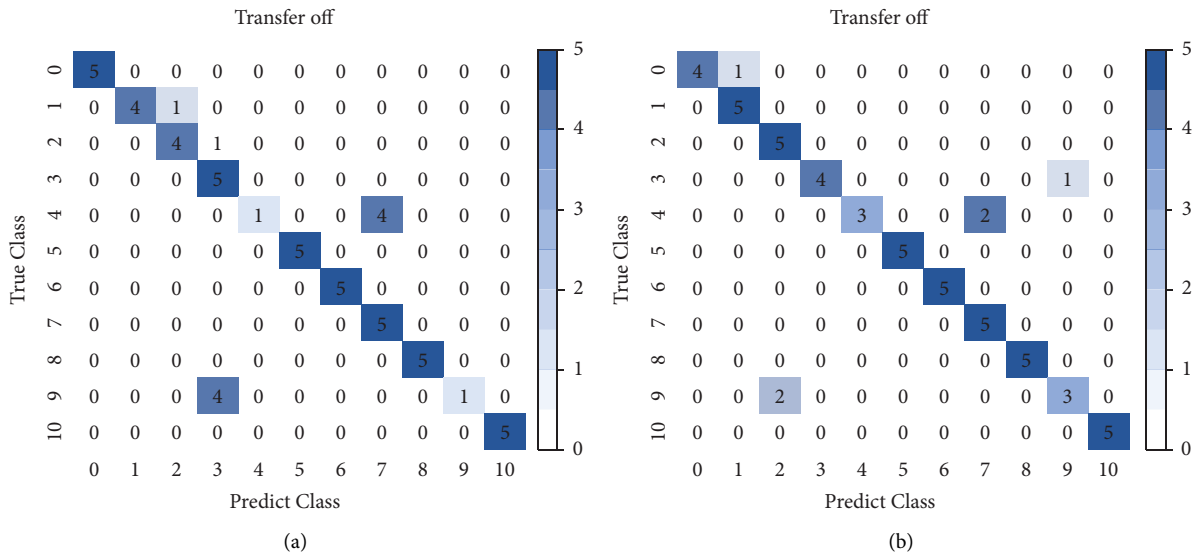 Transfer off
True Class
0 5 0 0 0 0 0 0 0 0 0 0
1 0 4 1 0 0 0 0 0 0 0 0
2 0 0 4 1 0 0 0 0 0 0 0
3 0 0 0 5 0 0 0 0 0 0 0
4 0 0 0 0 1 0 0 4 0 0 0
5 0 0 0 0 0 5 0 0 0 0 0
6 0 0 0 0 0 0 5 0 0 0 0
7 0 0 0 0 0 0 0 5 0 0 0
8 0 0 0 0 0 0 0 0 5 0 0
9 0 0 0 4 0 0 0 0 0 1 0
10 0 0 0 0 0 0 0 0 0 0 5
0 1 2 3 4 5 6 7 8 9 10
Predict Class
5
4
3
2
1
0
(a)
Transfer off
True Class
0 4 1 0 0 0 0 0 0 0 0 0
1 0 5 0 0 0 0 0 0 0 0 0
2 0 0 5 0 0 0 0 0 0 0 0
3 0 0 0 4 0 0 0 0 0 1 0
4 0 0 0 0 3 0 0 2 0 0 0
5 0 0 0 0 0 5 0 0 0 0 0
6 0 0 0 0 0 0 5 0 0 0 0
7 0 0 0 0 0 0 0 5 0 0 0
8 0 0 0 0 0 0 0 0 5 0 0
9 0 0 2 0 0 0 0 0 0 3 0
10 0 0 0 0 0 0 0 0 0 0 5
0 1 2 3 4 5 6 7 8 9 10
Predict Class
5
4
3
2
1
0
(b)